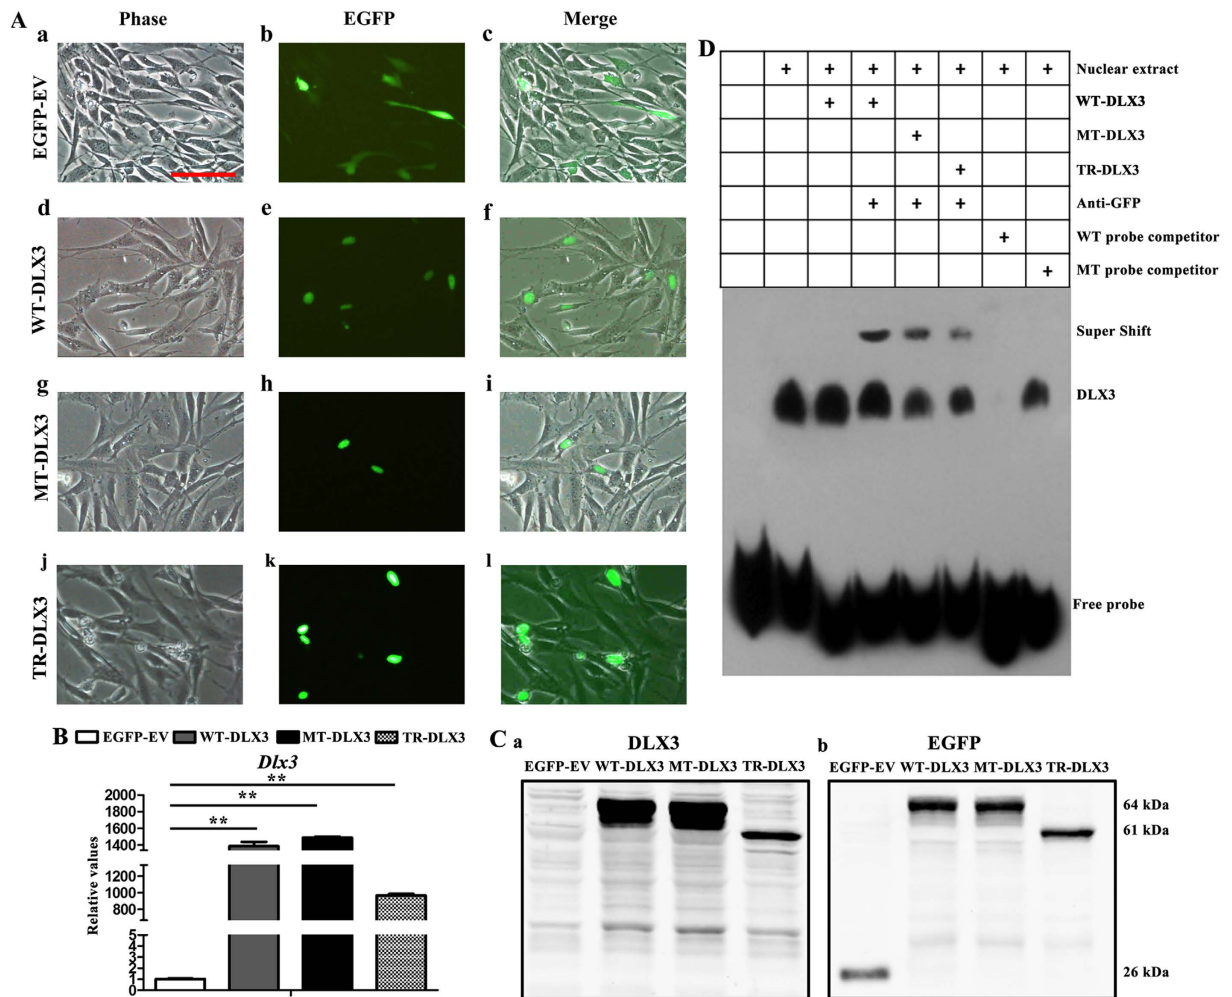 A
Phase
EGFP
Merge
a
b
c
EGFP-EV
d
e
f
WT-DLX3
g
h
i
MT-DLX3
j
k
l
TR-DLX3
B
EGFP-EV WT-DLX3 MT-DLX3 TR-DLX3
Dlx3
**
**
**
Relative values
2000
1800
1600
1400
1200
1000
800
5
4
3
2
1
0
C
a
DLX3
EGFP-EV WT-DLX3 MT-DLX3 TR-DLX3
b
EGFP
EGFP-EV WT-DLX3 MT-DLX3 TR-DLX3
64 kDa
61 kDa
26 kDa
D
+ + + + + + + Nuclear extract
+ + WT-DLX3
+ MT-DLX3
+ TR-DLX3
+ + + Anti-GFP
+ WT probe competitor
+ MT probe competitor
Super Shift
DLX3
Free probe